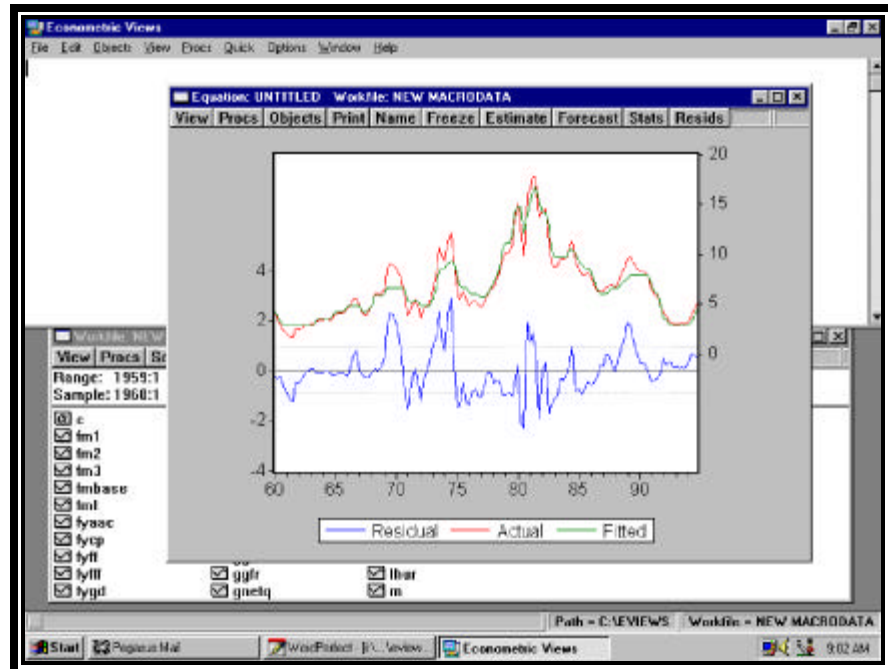 Econometric Views
File Edit Objects View Procs Quick Options Window Help
Equation: UNTITLED Workfile: NEW MACRODATA
View Procs Objects Print Name Freeze Estimate Forecast Stats Resids
20
15
10
5
0
4
2
0
-2
-4
60 65 70 75 80 85 90
Residual Actual Fitted
Workfile: NEW
View Procs
Range: 1959:1
Sample: 1960:1
c
fm1
fm2
fm3
fmbase
fyaac
fycp
fyff
fygd
ggfr
gnetq
lhur
m
Path = C:\EVIEWS Workfile = NEW MACRODATA
Start Pegasus Mail WordPerfect Econometric Views 9:02 AM